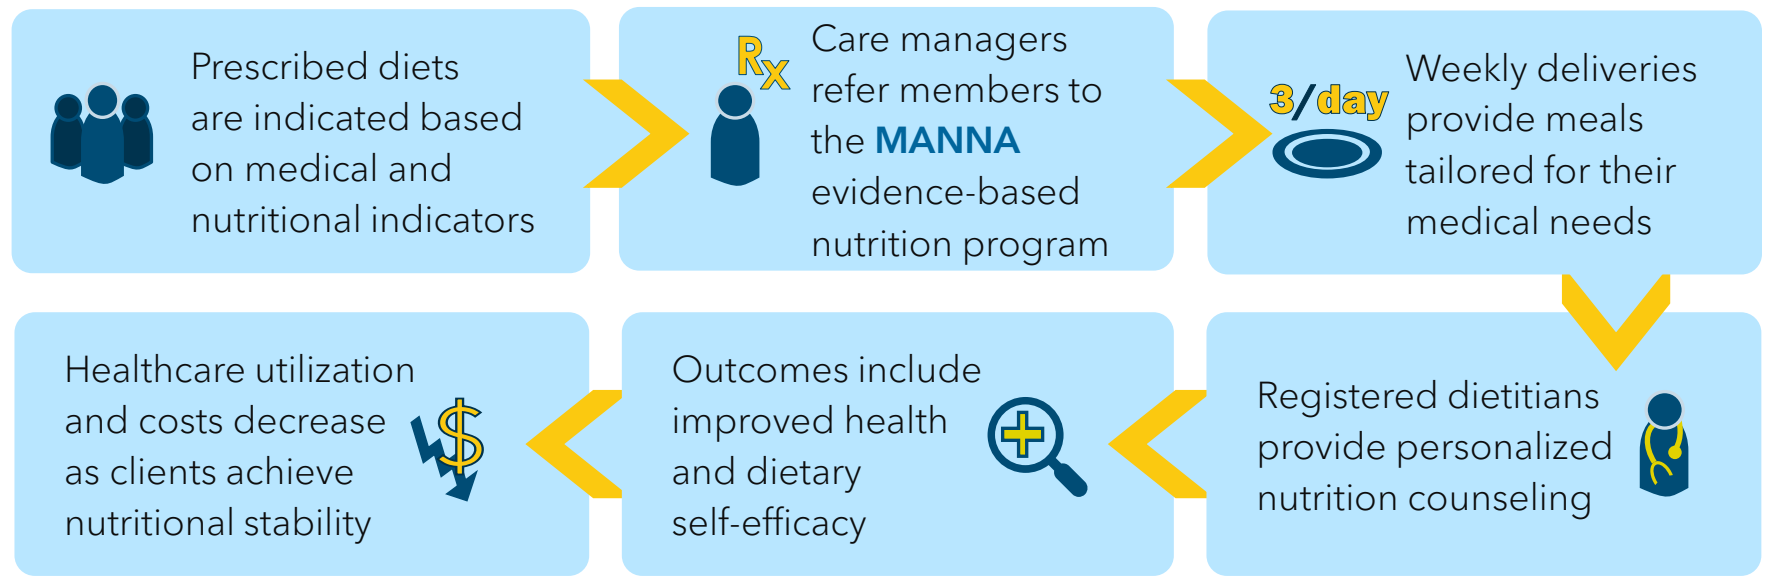 Prescribed diets
are indicated based
on medical and
nutritional indicators
Rx
Care managers
refer members to
the MANNA
evidence-based
nutrition program
3/day
Weekly deliveries
provide meals
tailored for their
medical needs
Registered dietitians
provide personalized
nutrition counseling
Outcomes include
improved health
and dietary
self-efficacy
Healthcare utilization
and costs decrease
as clients achieve
nutritional stability
$